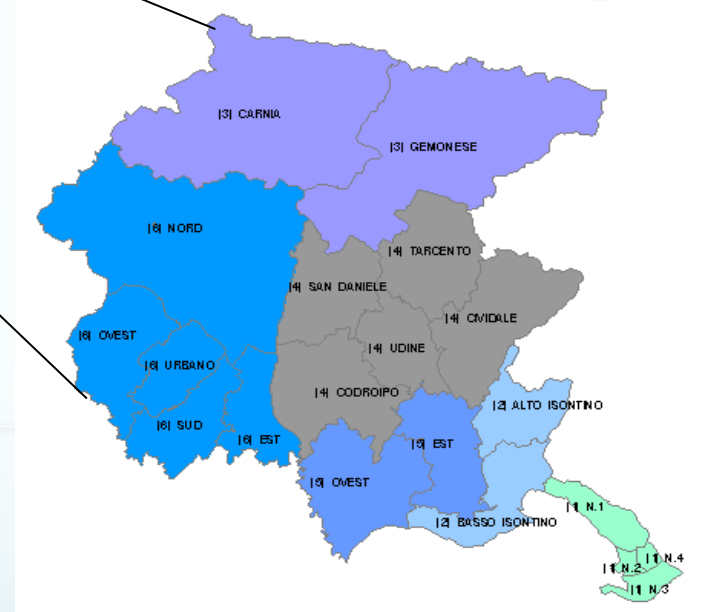 |3| CARNIA
|3| GEMONESE
|6| NORD
|4| TARCENTO
|4| SAN DANIELE
|4| CIVIDALE
|6| OVEST
|4| UDINE
|6| URBANO
|4| CODROIPO
|2| ALTO ISONTINO
|6| SUD
|6| EST
|5| EST
|5| OVEST
|1| N.1
|2| BASSO ISONTINO
|1| N.4
|1| N.2
|1| N.3